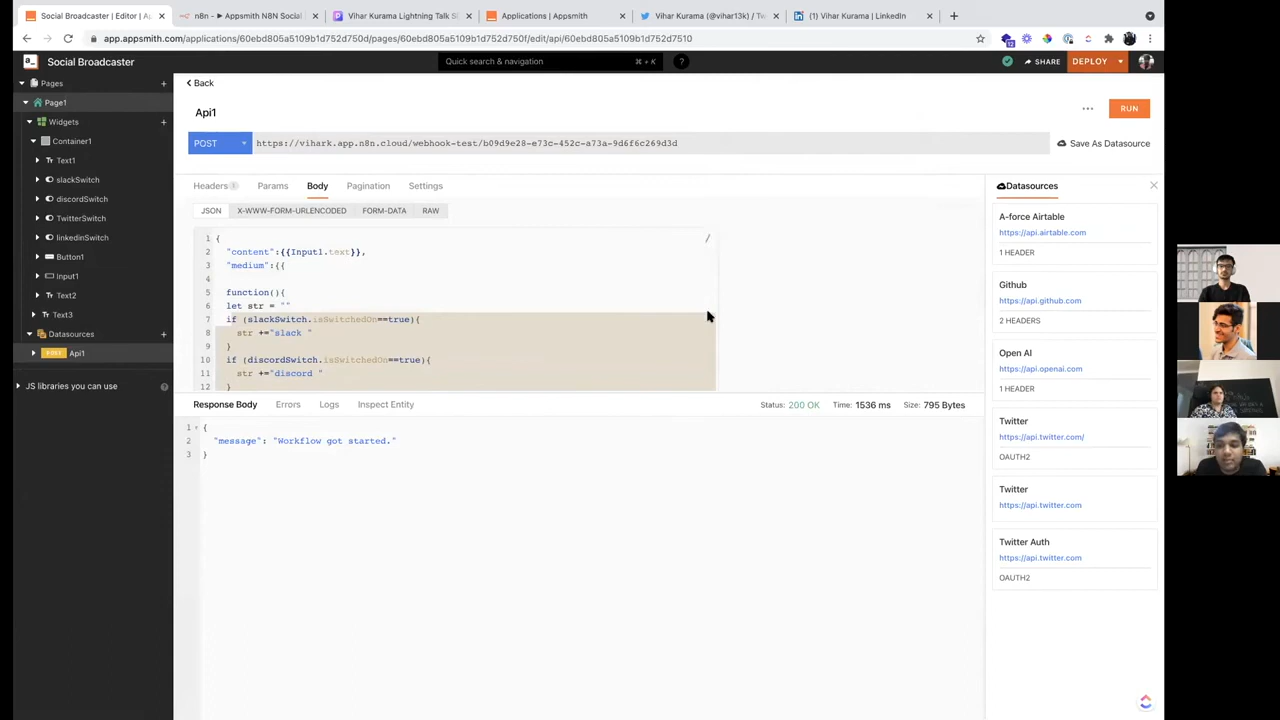 Social Broadcaster | Editor | Ap
n8n - ▶ Appsmith N8N Social
Vihar Kurama Lightning Talk Sl
Applications | Appsmith
Vihar Kurama (@vihar13k) / Tw
(1) Vihar Kurama | LinkedIn
app.appsmith.com/applications/60ebd805a5109b1d752d750d/pages/60ebd805a5109b1d752d750f/edit/api/60ebd805a5109b1d752d7510
12
Social Broadcaster
Quick search & navigation
⌘ + K
?
SHARE
DEPLOY
Pages
Page1
Widgets
Container1
Text1
slackSwitch
discordSwitch
TwitterSwitch
linkedinSwitch
Button1
Input1
Text2
Text3
Datasources
POST Api1
JS libraries you can use
Back
Api1
RUN
POST
https://vihark.app.n8n.cloud/webhook-test/b09d9e28-e73c-452c-a73a-9d6f6c269d3d
Save As Datasource
Headers 1
Params
Body
Pagination
Settings
JSON
X-WWW-FORM-URLENCODED
FORM-DATA
RAW
1 {
/
2 "content":{{Input1.text}},
3 "medium":{{
4
5 function(){
6 let str = ""
7 if (slackSwitch.isSwitchedOn==true){
8 str +="slack "
9 }
10 if (discordSwitch.isSwitchedOn==true){
11 str +="discord "
12 }
Response Body
Errors
Logs
Inspect Entity
Status: 200 OK
Time: 1536 ms
Size: 795 Bytes
1 {
2 "message": "Workflow got started."
3 }
Datasources
A-force Airtable
https://api.airtable.com
1 HEADER
Github
https://api.github.com
2 HEADERS
Open AI
https://api.openai.com
1 HEADER
Twitter
https://api.twitter.com/
OAUTH2
Twitter
https://api.twitter.com
Twitter Auth
https://api.twitter.com
OAUTH2